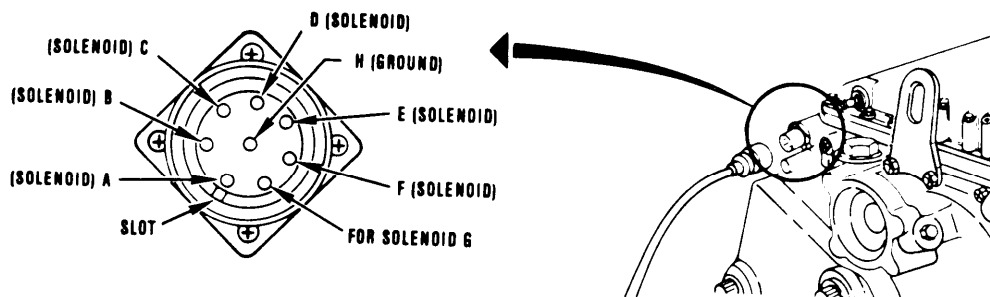 D (SOLENOID)
(SOLENOID) C
H (GROUND)
(SOLENOID) B
E (SOLENOID)
(SOLENOID) A
F (SOLENOID)
SLOT
FOR SOLENOID G